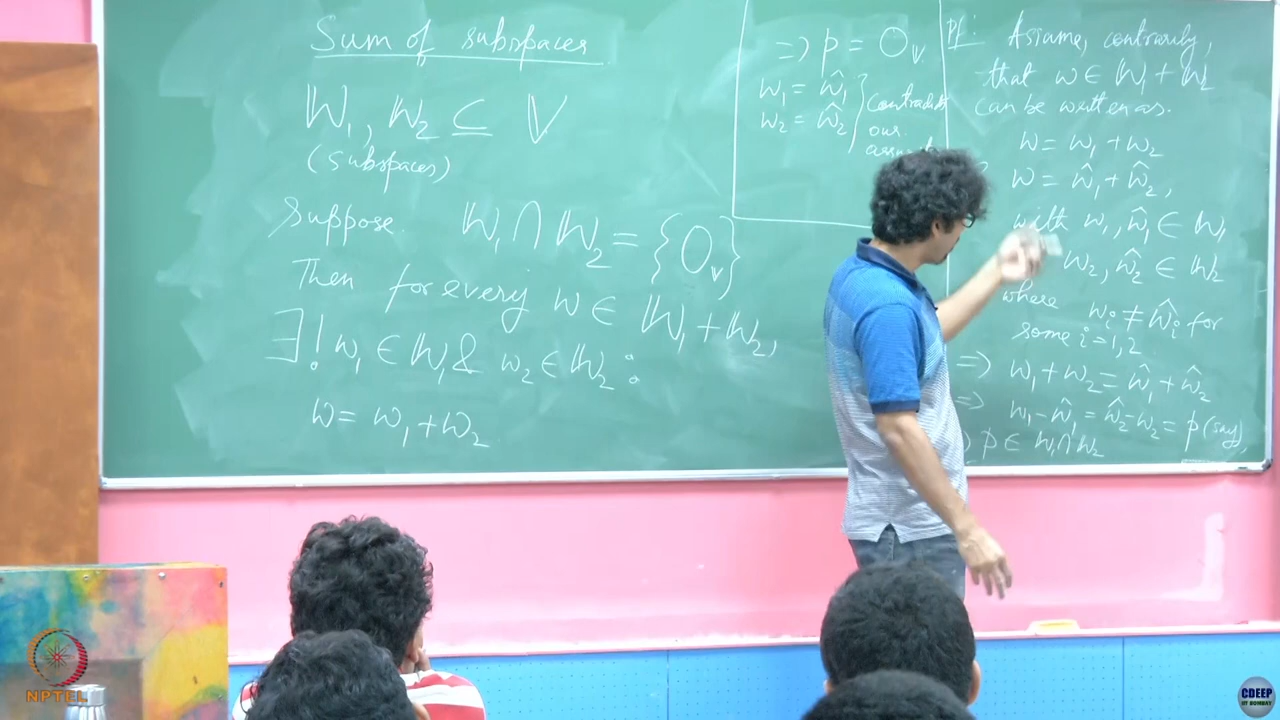 Sum of subspaces
W₁, W₂ ⊆ V
(subspaces)
Suppose W₁ ∩ W₂ = {0ᵥ}
Then for every w ∈ W₁ + W₂,
∃! w₁ ∈ W₁ & w₂ ∈ W₂ :
w = w₁ + w₂
Pf: Assume, contrarily,
that w ∈ W₁ + W₂
can be written as
w = w₁ + w₂
w = ŵ₁ + ŵ₂,
with w₁, ŵ₁ ∈ W₁
w₂, ŵ₂ ∈ W₂
where wᵢ ≠ ŵᵢ for
some i = 1, 2
⇒ w₁ + w₂ = ŵ₁ + ŵ₂
⇒ w₁ - ŵ₁ = ŵ₂ - w₂ = p (say)
p ∈ W₁ ∩ W₂
⇒ p = 0ᵥ
w₁ = ŵ₁
w₂ = ŵ₂
our
NPTEL
CDEEP
IIT BOMBAY